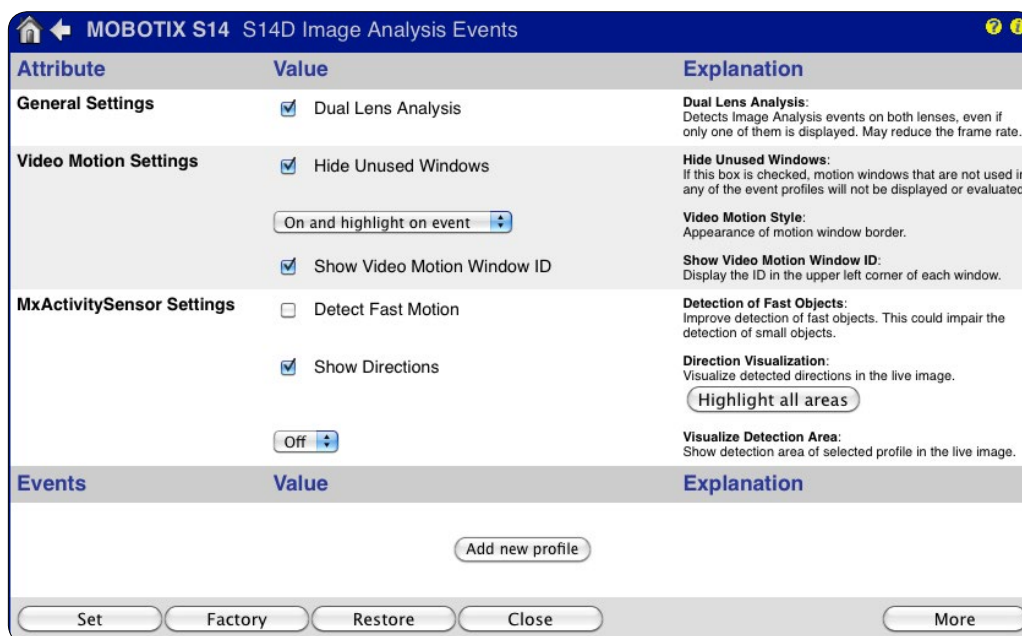 MOBOTIX S14 S14D Image Analysis Events
? i
Attribute Value Explanation
General Settings
Dual Lens Analysis
Dual Lens Analysis:
Detects Image Analysis events on both lenses, even if
only one of them is displayed. May reduce the frame rate.
Video Motion Settings
Hide Unused Windows
Hide Unused Windows:
If this box is checked, motion windows that are not used in
any of the event profiles will not be displayed or evaluated
On and highlight on event
Video Motion Style:
Appearance of motion window border.
Show Video Motion Window ID
Show Video Motion Window ID:
Display the ID in the upper left corner of each window.
MxActivitySensor Settings
Detect Fast Motion
Detection of Fast Objects:
Improve detection of fast objects. This could impair the
detection of small objects.
Show Directions
Direction Visualization:
Visualize detected directions in the live image.
Highlight all areas
Off
Visualize Detection Area:
Show detection area of selected profile in the live image.
Events Value Explanation
Add new profile
Set Factory Restore Close More